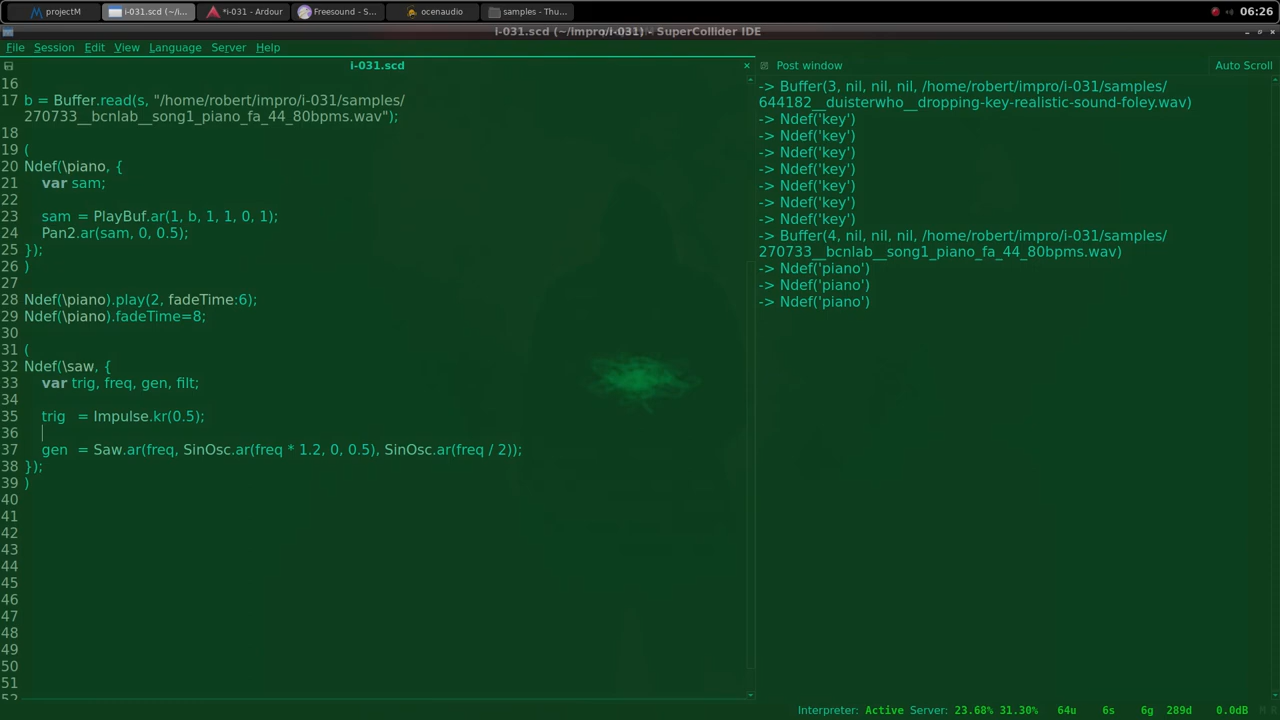 projectM
i-031.scd (~/i...
*i-031 - Ardour
Freesound - S...
ocenaudio
samples - Thu...
06:26
i-031.scd (~/impro/i-031) - SuperCollider IDE
File Session Edit View Language Server Help
i-031.scd
Post window
Auto Scroll
16
17 b = Buffer.read(s, "/home/robert/impro/i-031/samples/
270733__bcnlab__song1_piano_fa_44_80bpms.wav");
18
19 (
20 Ndef(\piano, {
21 var sam;
22
23 sam = PlayBuf.ar(1, b, 1, 1, 0, 1);
24 Pan2.ar(sam, 0, 0.5);
25 });
26 )
27
28 Ndef(\piano).play(2, fadeTime:6);
29 Ndef(\piano).fadeTime=8;
30
31 (
32 Ndef(\saw, {
33 var trig, freq, gen, filt;
34
35 trig = Impulse.kr(0.5);
36
37 gen = Saw.ar(freq, SinOsc.ar(freq * 1.2, 0, 0.5), SinOsc.ar(freq / 2));
38 });
39 )
40
41
42
43
44
45
46
47
48
49
50
51
52
-> Buffer(3, nil, nil, nil, /home/robert/impro/i-031/samples/
644182__duisterwho__dropping-key-realistic-sound-foley.wav)
-> Ndef('key')
-> Ndef('key')
-> Ndef('key')
-> Ndef('key')
-> Ndef('key')
-> Ndef('key')
-> Ndef('key')
-> Buffer(4, nil, nil, nil, /home/robert/impro/i-031/samples/
270733__bcnlab__song1_piano_fa_44_80bpms.wav)
-> Ndef('piano')
-> Ndef('piano')
-> Ndef('piano')
Interpreter: Active Server: 23.68% 31.30% 64u 6s 6g 289d 0.0dB